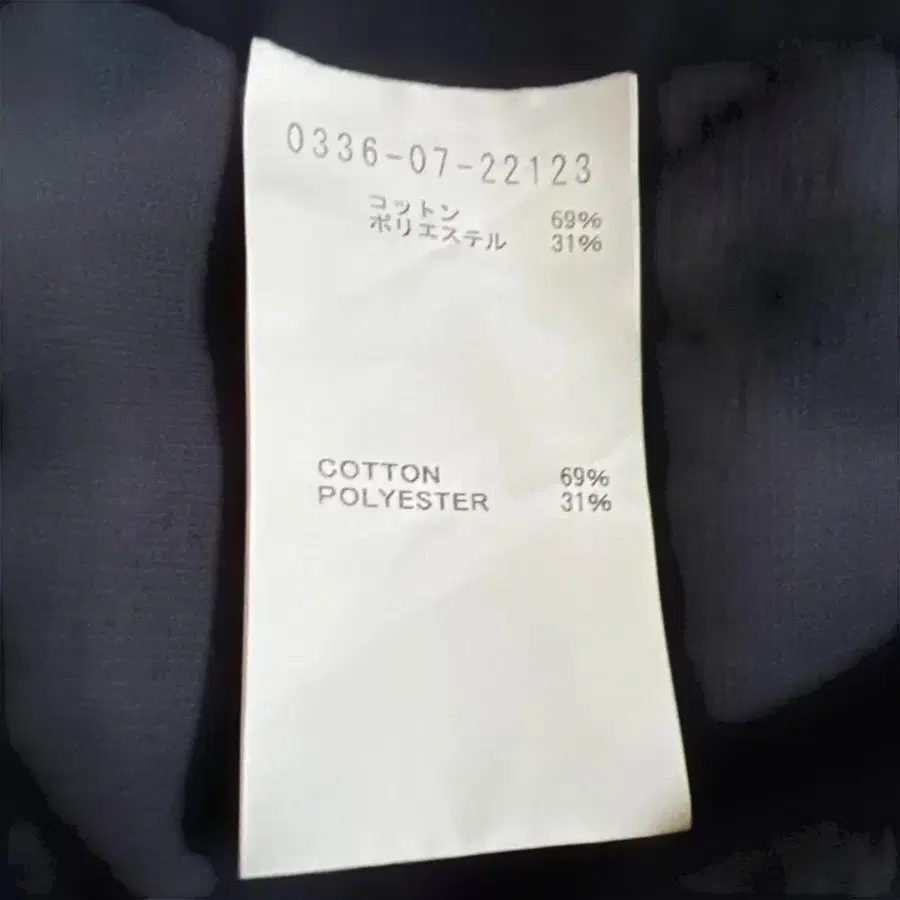 0336-07-22123
コットン 69%
ポリエステル 31%
COTTON 69%
POLYESTER 31%